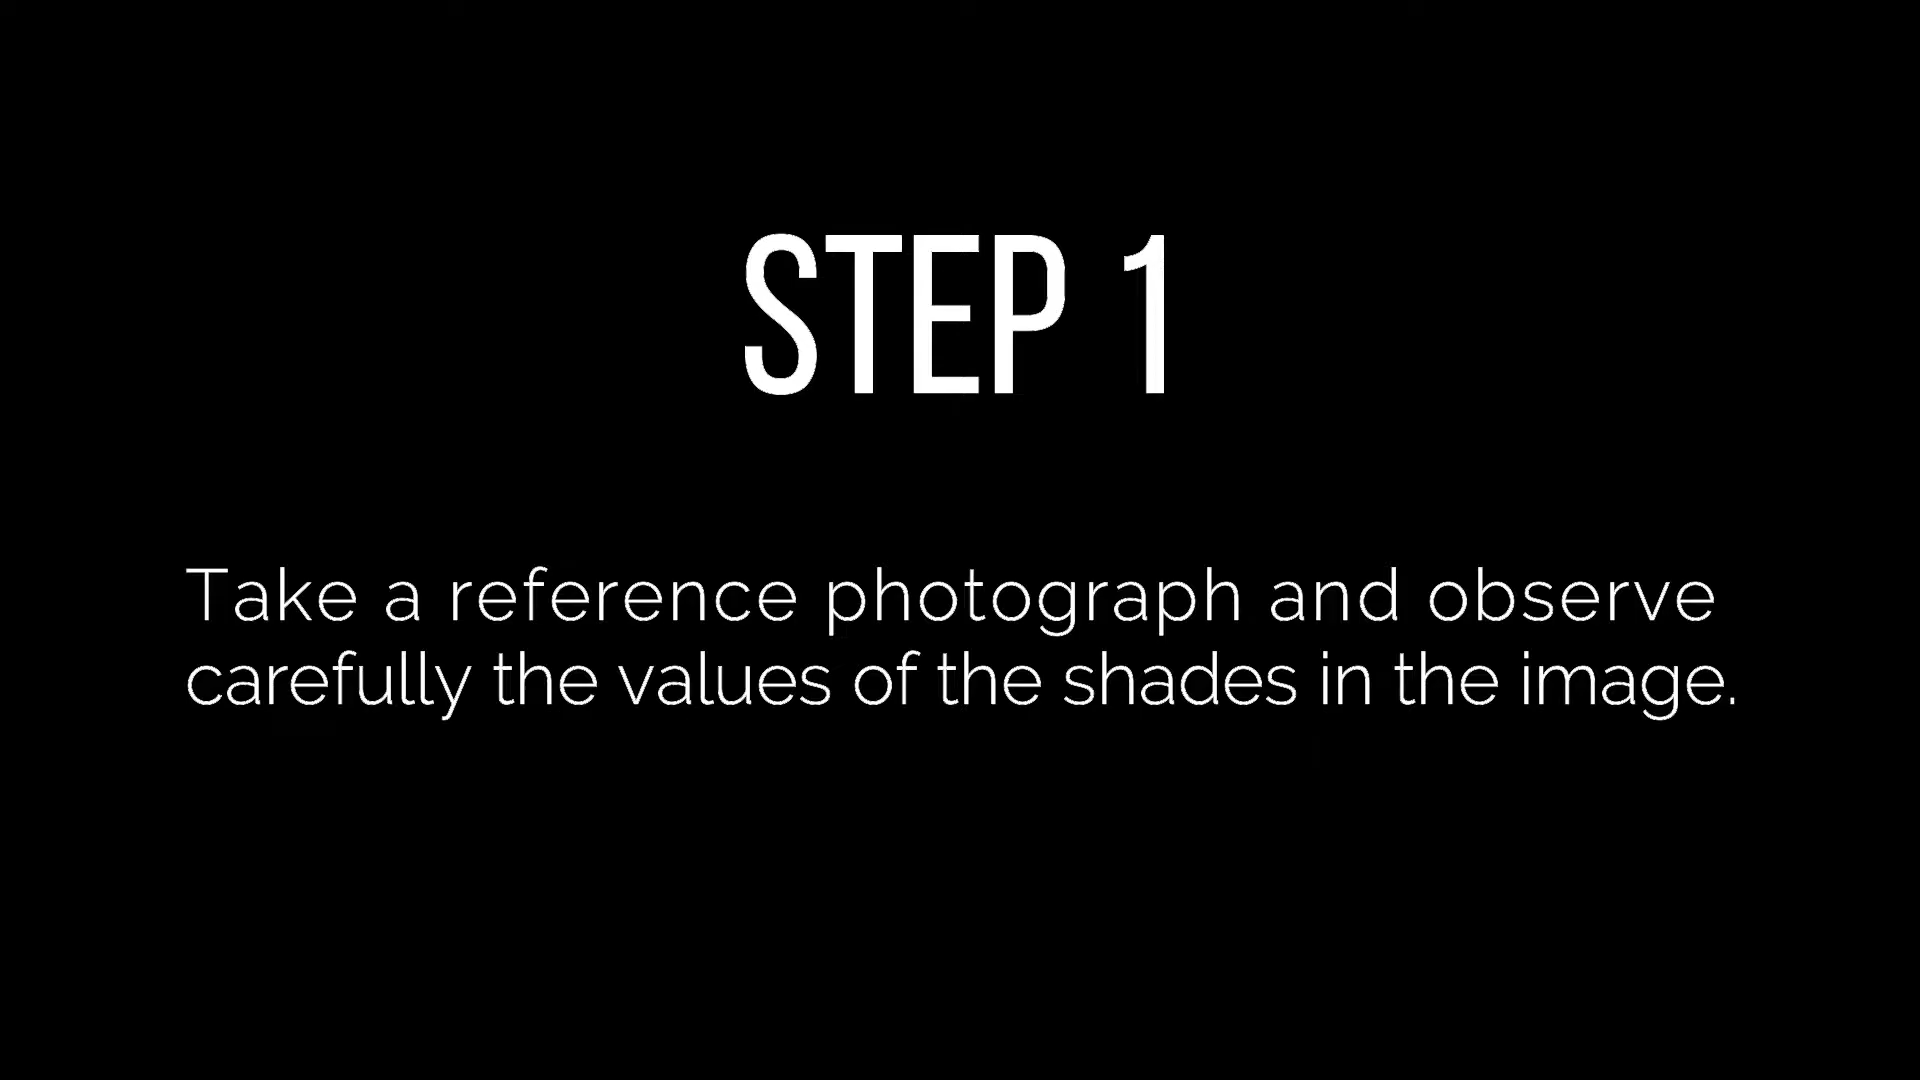 STEP 1
Take a reference photograph and observe
carefully the values of the shades in the image.